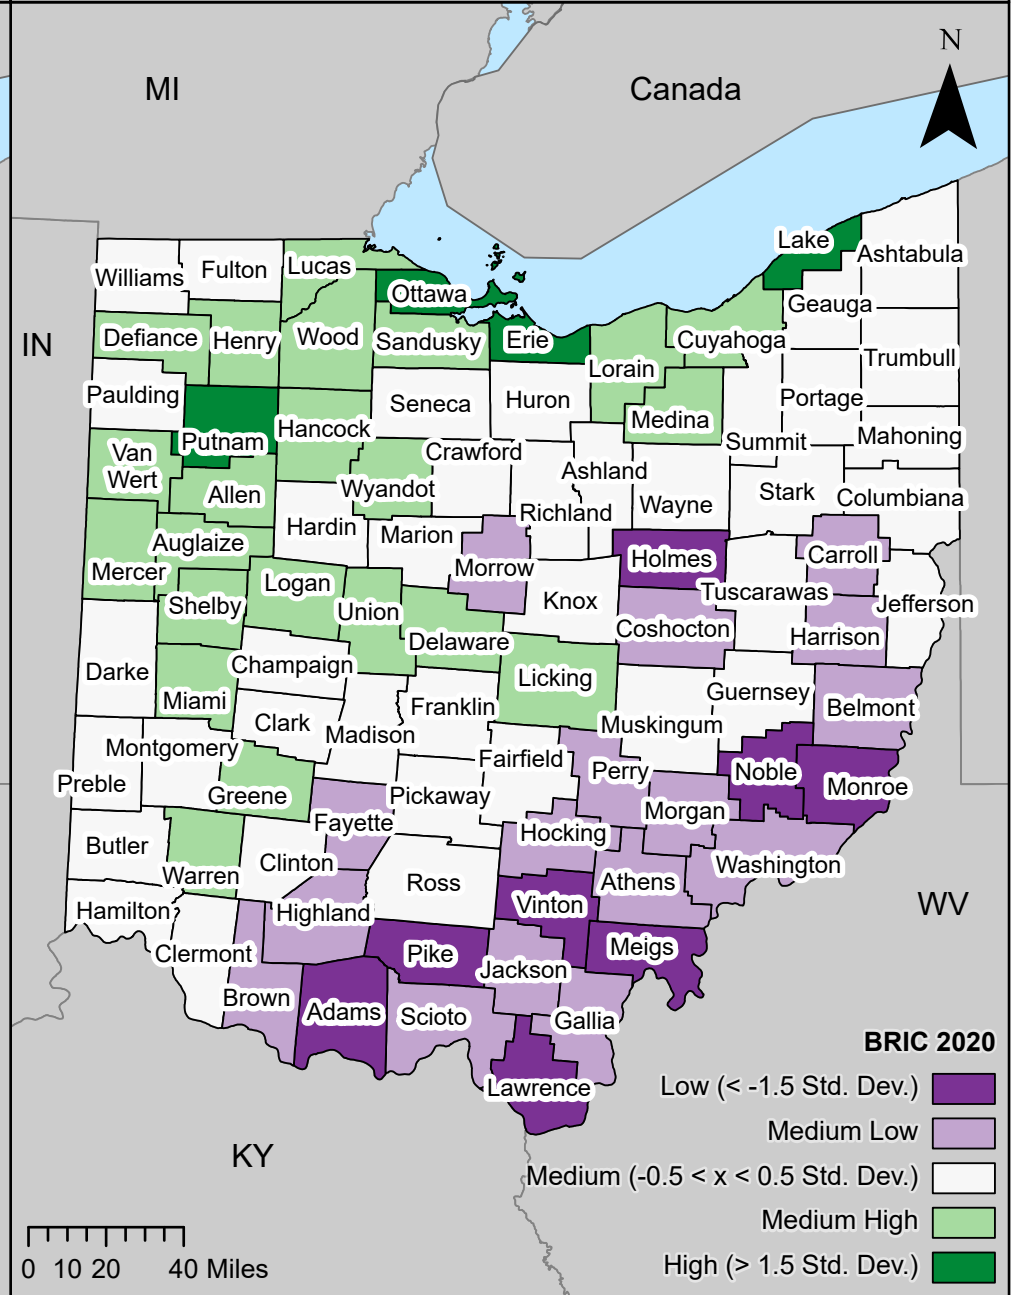 N
MI
Canada
Lake
Ashtabula
Williams
Fulton
Lucas
Ottawa
Geauga
IN
Defiance
Henry
Wood
Sandusky
Erie
Cuyahoga
Trumbull
Lorain
Paulding
Seneca
Huron
Portage
Putnam
Hancock
Medina
Summit
Mahoning
Van
Wert
Crawford
Ashland
Allen
Wyandot
Wayne
Stark
Columbiana
Hardin
Marion
Richland
Auglaize
Mercer
Morrow
Holmes
Carroll
Logan
Shelby
Union
Knox
Tuscarawas
Jefferson
Delaware
Coshocton
Harrison
Darke
Champaign
Licking
Miami
Clark
Madison
Franklin
Muskingum
Guernsey
Belmont
Montgomery
Fairfield
Preble
Greene
Pickaway
Perry
Noble
Monroe
Morgan
Fayette
Hocking
Butler
Clinton
Warren
Ross
Athens
Washington
Hamilton
Highland
Vinton
WV
Clermont
Pike
Jackson
Meigs
Brown
Adams
Scioto
Gallia
Lawrence
KY
BRIC 2020
Low (< -1.5 Std. Dev.)
Medium Low
Medium (-0.5 < x < 0.5 Std. Dev.)
Medium High
High (> 1.5 Std. Dev.)
0 10 20 40 Miles